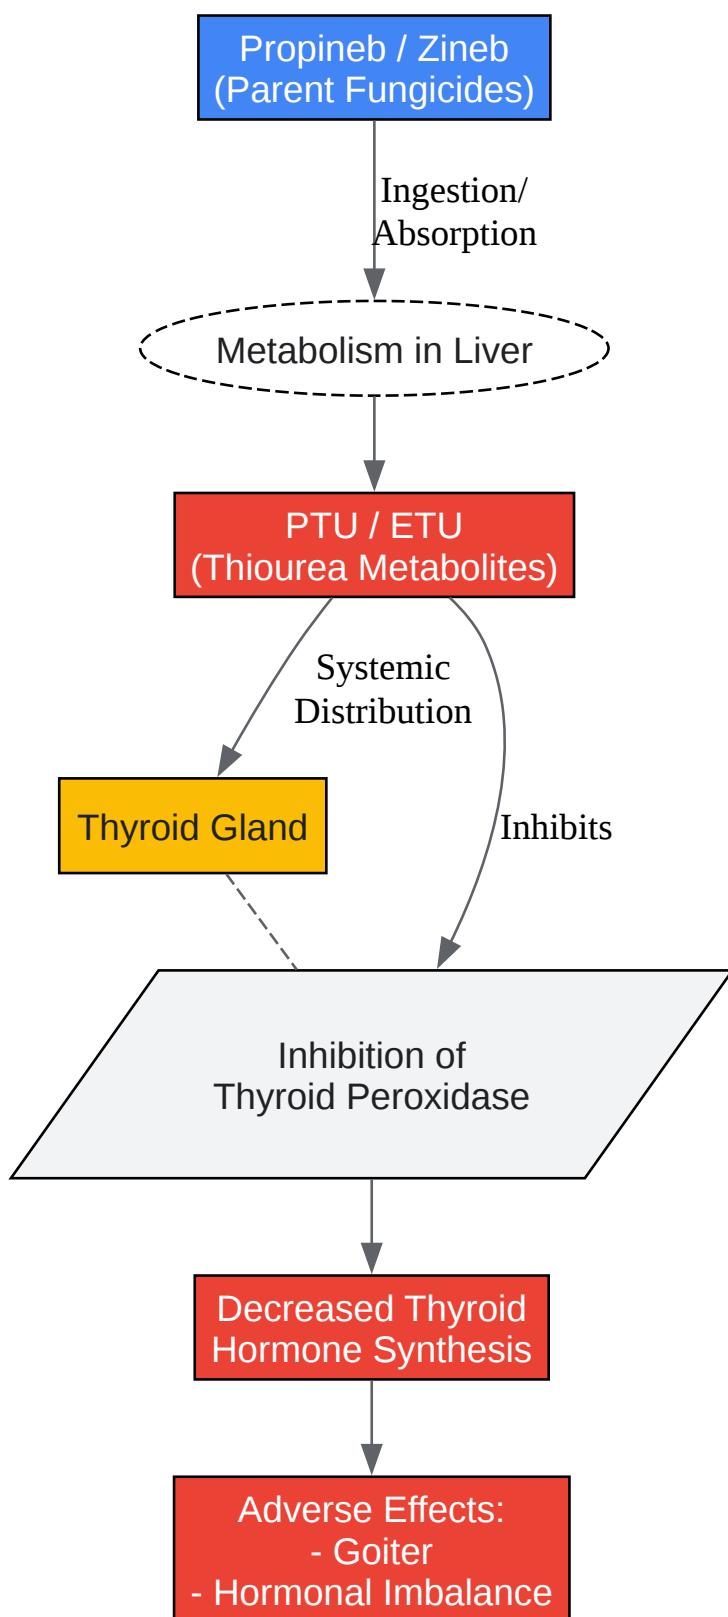 Propineb / Zineb
(Parent Fungicides)
Ingestion/
Absorption
Metabolism in Liver
PTU / ETU
(Thiourea Metabolites)
Systemic
Distribution
Thyroid Gland
Inhibits
Inhibition of
Thyroid Peroxidase
Decreased Thyroid
Hormone Synthesis
Adverse Effects:
- Goiter
- Hormonal Imbalance